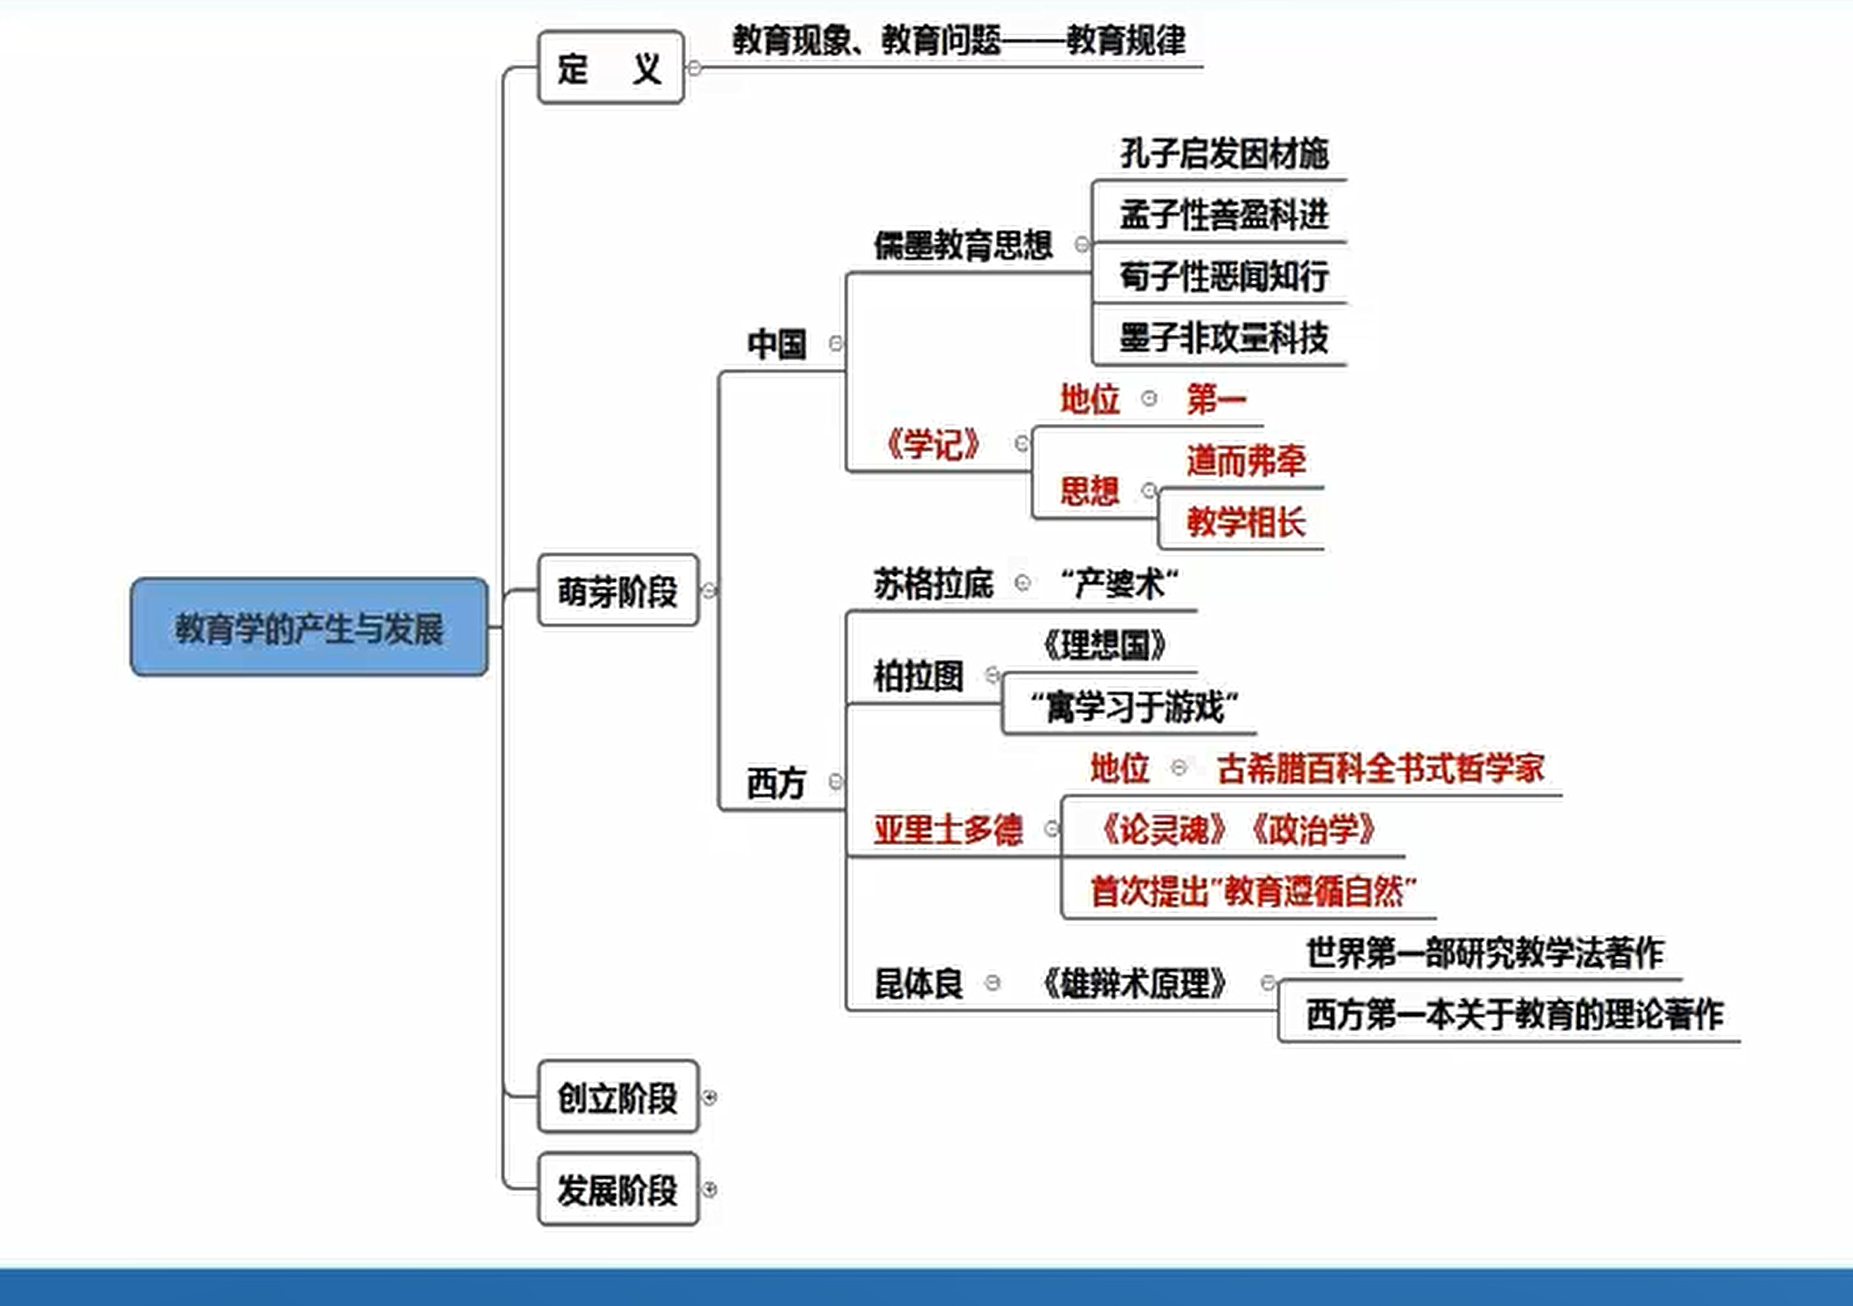 教育现象、教育问题——教育规律
定 义
孔子启发因材施
孟子性善盈科进
儒墨教育思想
荀子性恶闻知行
墨子非攻量科技
中国
地位 第一
《学记》
道而弗牵
思想
教学相长
苏格拉底 “产婆术“
萌芽阶段
教育学的产生与发展
《理想国》
柏拉图
“寓学习于游戏”
地位 古希腊百科全书式哲学家
西方
亚里士多德 《论灵魂》《政治学》
首次提出”教育遵循自然”
世界第一部研究教学法著作
昆体良 《雄辩术原理》
西方第一本关于教育的理论著作
创立阶段
发展阶段